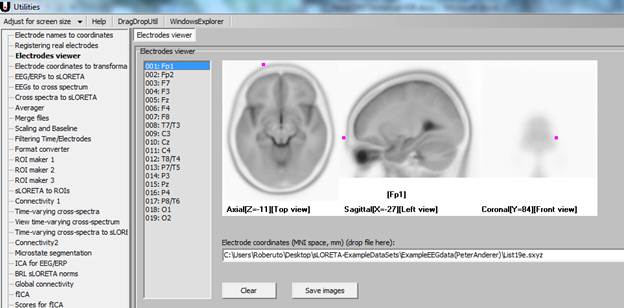 Utilities
Adjust for screen size Help DragDropUtil WindowsExplorer
Electrode names to coordinates
Registering real electrodes
Electrodes viewer
Electrode coordinates to transforma
EEG/ERPs to sLORETA
EEGs to cross spectrum
Cross spectra to sLORETA
Averager
Merge files
Scaling and Baseline
Filtering Time/Electrodes
Format converter
ROI maker 1
ROI maker 2
ROI maker 3
sLORETA to ROIs
Connectivity 1
Time-varying cross-spectra
View time-varying cross-spectrum
Time-varying cross-spectra to sLORE
Connectivity2
Microstate segmentation
ICA for EEG/ERP
BRL sLORETA norms
Global connectivity
fICA
Scores for fICA
Electrodes viewer
Electrodes viewer
001: Fp1
002: Fp2
003: F7
004: F3
005: Fz
006: F4
007: F8
008: T7/T3
009: C3
010: Cz
011: C4
012: T8/T4
013: P7/T5
014: P3
015: Pz
016: P4
017: P8/T6
018: O1
019: O2
[Fp1]
Axial[Z=-11][Top view] Sagittal[X=-27][Left view] Coronal[Y=84][Front view]
Electrode coordinates (MNI space, mm) (drop file here):
C:\Users\Roberuto\Desktop\sLORETA-ExampleDataSets\ExampleEEGdata(PeterAnderer)\List19e.sxyz
Clear Save images